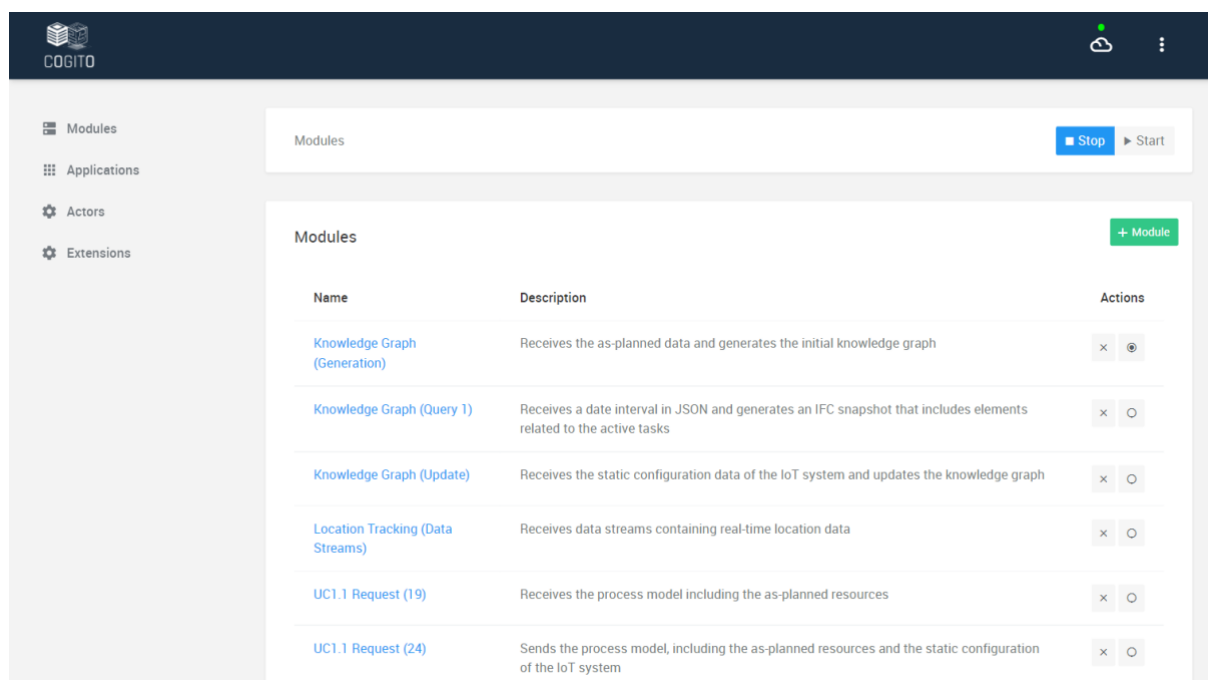 COGITO
Modules
Applications
Actors
Extensions
Modules
Stop
Start
Modules
+ Module
Name
Description
Actions
Knowledge Graph
(Generation)
Receives the as-planned data and generates the initial knowledge graph
Knowledge Graph (Query 1)
Receives a date interval in JSON and generates an IFC snapshot that includes elements
related to the active tasks
Knowledge Graph (Update)
Receives the static configuration data of the IoT system and updates the knowledge graph
Location Tracking (Data
Streams)
Receives data streams containing real-time location data
UC1.1 Request (19)
Receives the process model including the as-planned resources
UC1.1 Request (24)
Sends the process model, including the as-planned resources and the static configuration
of the IoT system